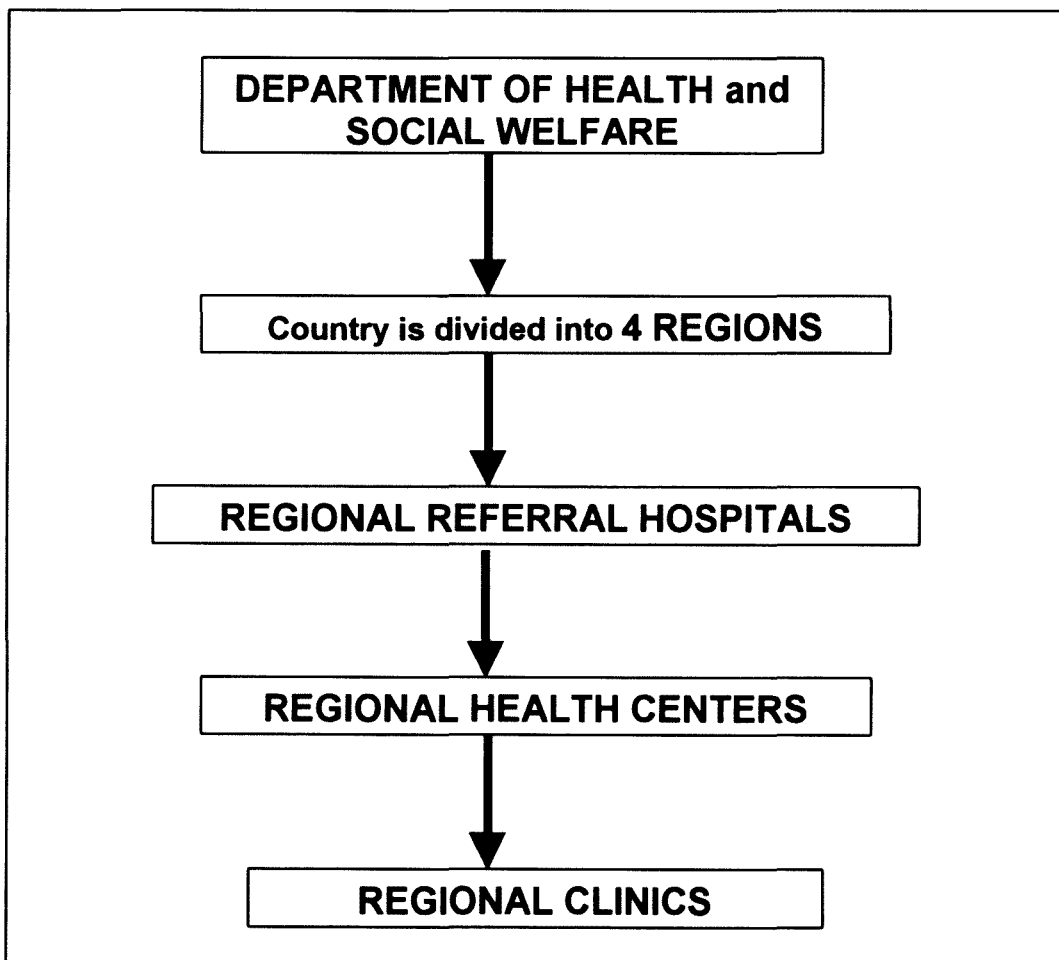 DEPARTMENT OF HEALTH and
SOCIAL WELFARE
Country is divided into 4 REGIONS
REGIONAL REFERRAL HOSPITALS
REGIONAL HEALTH CENTERS
REGIONAL CLINICS